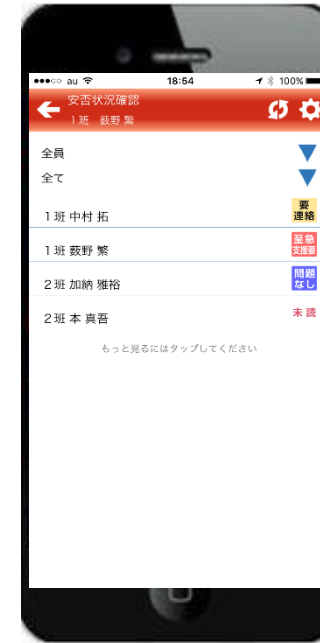 au 18:54 100%
安否状況確認
1班 薮野 繁
全員
全て
1班 中村 拓
要
連絡
1班 薮野 繁
至急
支援要
2班 加納 雅裕
問題
なし
2班 本 真吾
未読
もっと見るにはタップしてください